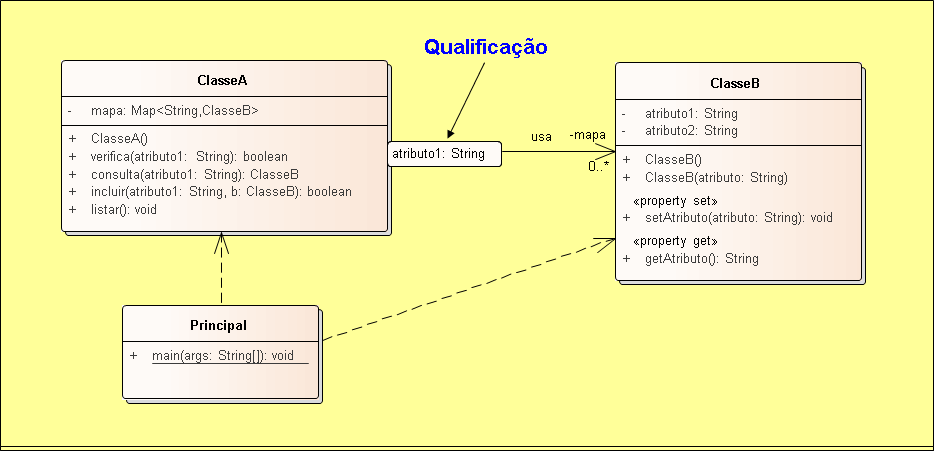 Qualificação
ClasseA
- mapa: Map<String,ClasseB>
+ ClasseA()
+ verifica(atributo1: String): boolean
+ consulta(atributo1: String): ClasseB
+ incluir(atributo1: String, b: ClasseB): boolean
+ listar(): void
atributo1: String
usa
-mapa
0..*
ClasseB
- atributo1: String
- atributo2: String
+ ClasseB()
+ ClasseB(atributo: String)
«property set»
+ setAtributo(atributo: String): void
«property get»
+ getAtributo(): String
Principal
+ main(args: String[]): void